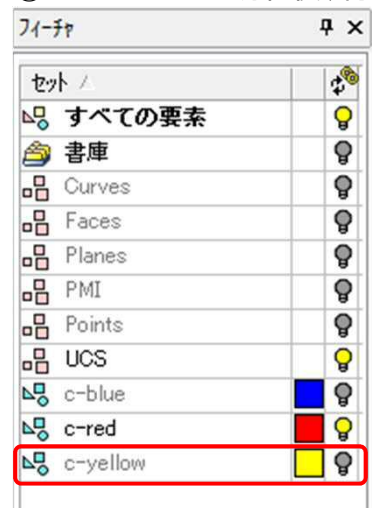 フィーチャ
セット
すべての要素
書庫
Curves
Faces
Planes
PMI
Points
UCS
c-blue
c-red
c-yellow